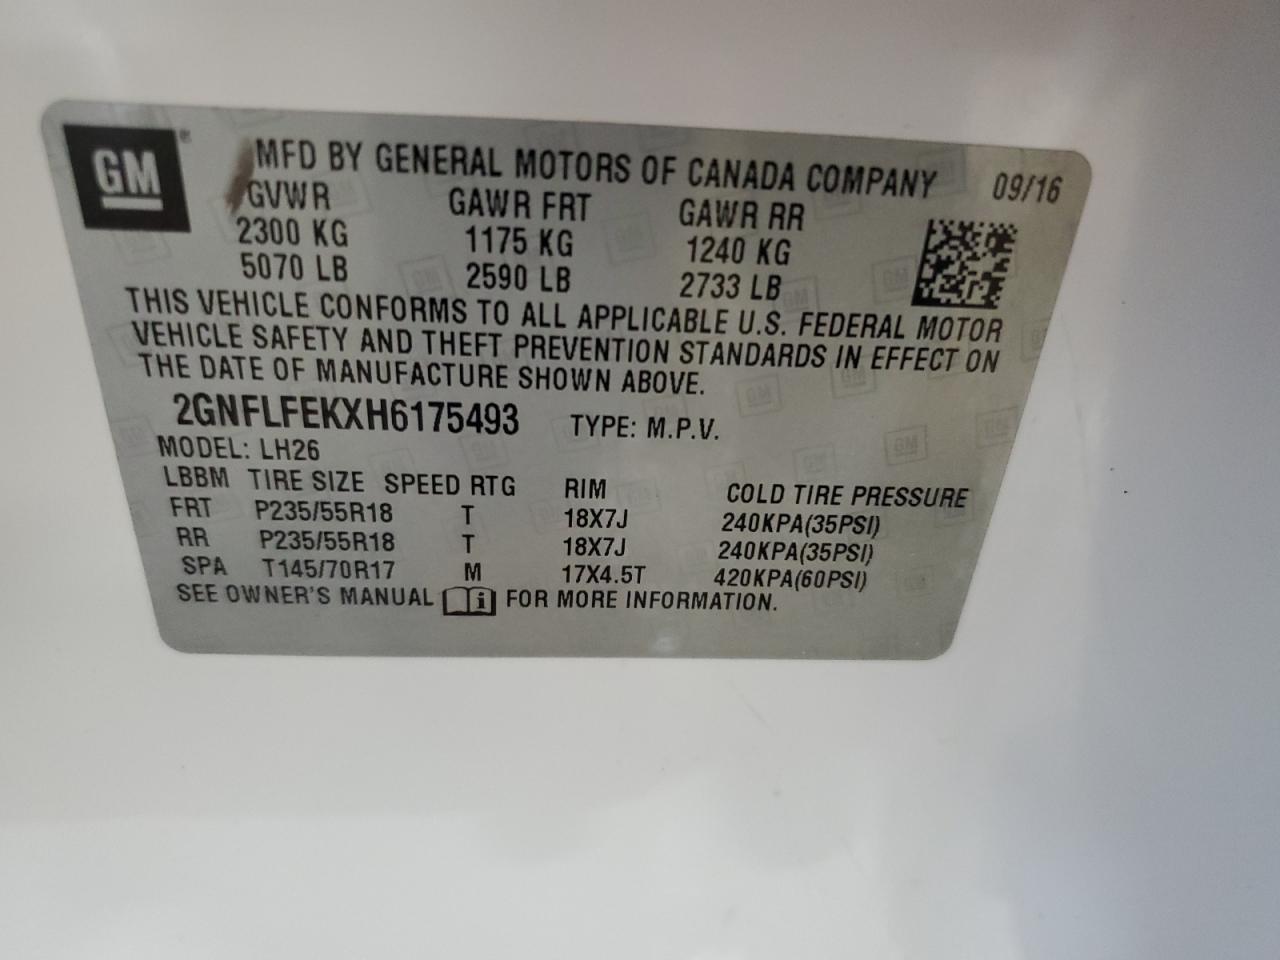 GM ® MFD BY GENERAL MOTORS OF CANADA COMPANY 09/16
GVWR GAWR FRT GAWR RR
2300 KG 1175 KG 1240 KG
5070 LB 2590 LB 2733 LB
THIS VEHICLE CONFORMS TO ALL APPLICABLE U.S. FEDERAL MOTOR
VEHICLE SAFETY AND THEFT PREVENTION STANDARDS IN EFFECT ON
THE DATE OF MANUFACTURE SHOWN ABOVE.
2GNFLFEKXH6175493 TYPE: M.P.V.
MODEL: LH26
LBBM TIRE SIZE SPEED RTG RIM COLD TIRE PRESSURE
FRT P235/55R18 T 18X7J 240KPA(35PSI)
RR P235/55R18 T 18X7J 240KPA(35PSI)
SPA T145/70R17 M 17X4.5T 420KPA(60PSI)
SEE OWNER'S MANUAL i FOR MORE INFORMATION.